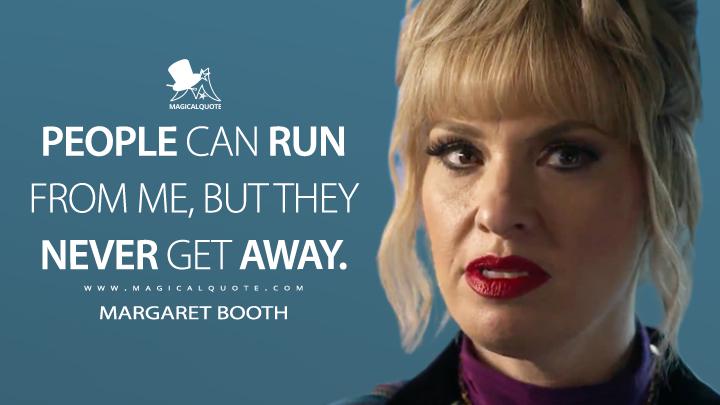 MAGICALQUOTE
PEOPLE CAN RUN
FROM ME, BUT THEY
NEVER GET AWAY.
WWW.MAGICALQUOTE.COM
MARGARET BOOTH